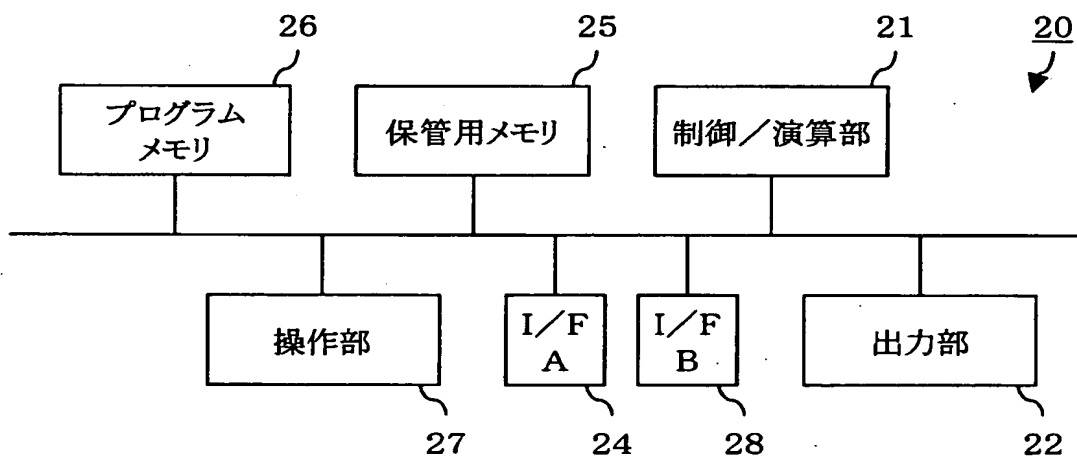 26
25
21
20
プログラム
メモリ
保管用メモリ
制御／演算部
操作部
I／F
A
I／F
B
出力部
27
24
28
22